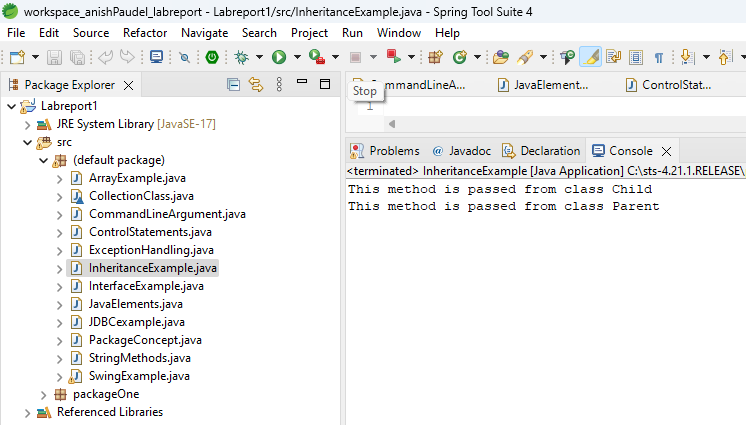 workspace_anishPaudel_labreport - Labreport1/src/InheritanceExample.java - Spring Tool Suite 4
File Edit Source Refactor Navigate Search Project Run Window Help
Package Explorer
Labreport1
JRE System Library [JavaSE-17]
src
(default package)
ArrayExample.java
CollectionClass.java
CommandLineArgument.java
ControlStatements.java
ExceptionHandling.java
InheritanceExample.java
InterfaceExample.java
JavaElements.java
JDBCexample.java
PackageConcept.java
StringMethods.java
SwingExample.java
packageOne
Referenced Libraries
ommandLineA... JavaElement... ControlStat...
Stop
1
Problems @ Javadoc Declaration Console
<terminated> InheritanceExample [Java Application] C:\sts-4.21.1.RELEASE\
This method is passed from class Child
This method is passed from class Parent